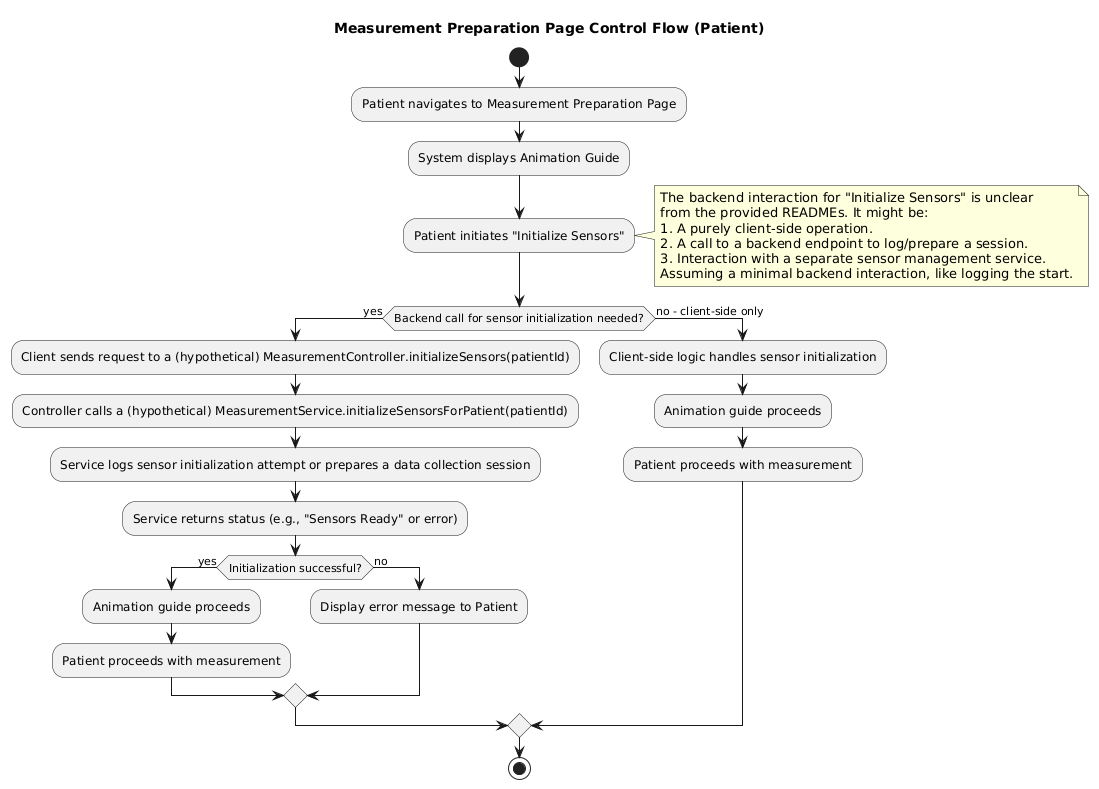 Measurement Preparation Page Control Flow (Patient)
Patient navigates to Measurement Preparation Page
System displays Animation Guide
Patient initiates "Initialize Sensors"
The backend interaction for "Initialize Sensors" is unclear
from the provided READMEs. It might be:
1. A purely client-side operation.
2. A call to a backend endpoint to log/prepare a session.
3. Interaction with a separate sensor management service.
Assuming a minimal backend interaction, like logging the start.
yes
Backend call for sensor initialization needed?
no - client-side only
Client sends request to a (hypothetical) MeasurementController.initializeSensors(patientId)
Controller calls a (hypothetical) MeasurementService.initializeSensorsForPatient(patientId)
Service logs sensor initialization attempt or prepares a data collection session
Service returns status (e.g., "Sensors Ready" or error)
yes
Initialization successful?
no
Animation guide proceeds
Patient proceeds with measurement
Display error message to Patient
Client-side logic handles sensor initialization
Animation guide proceeds
Patient proceeds with measurement